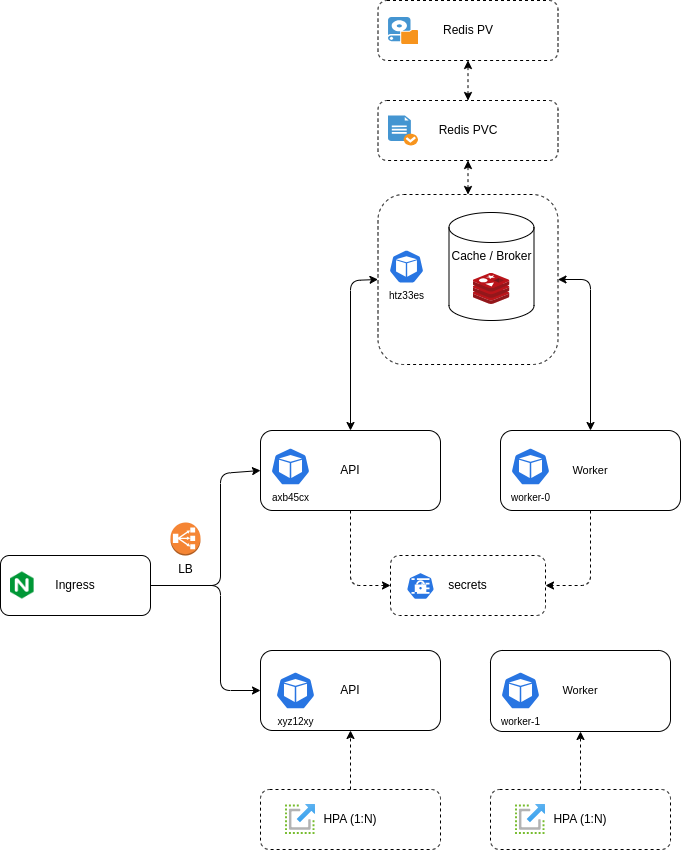 Redis PV
Redis PVC
Cache / Broker
htz33es
API
axb45cx
Worker
worker-0
LB
Ingress
secrets
API
xyz12xy
Worker
worker-1
HPA (1:N)
HPA (1:N)